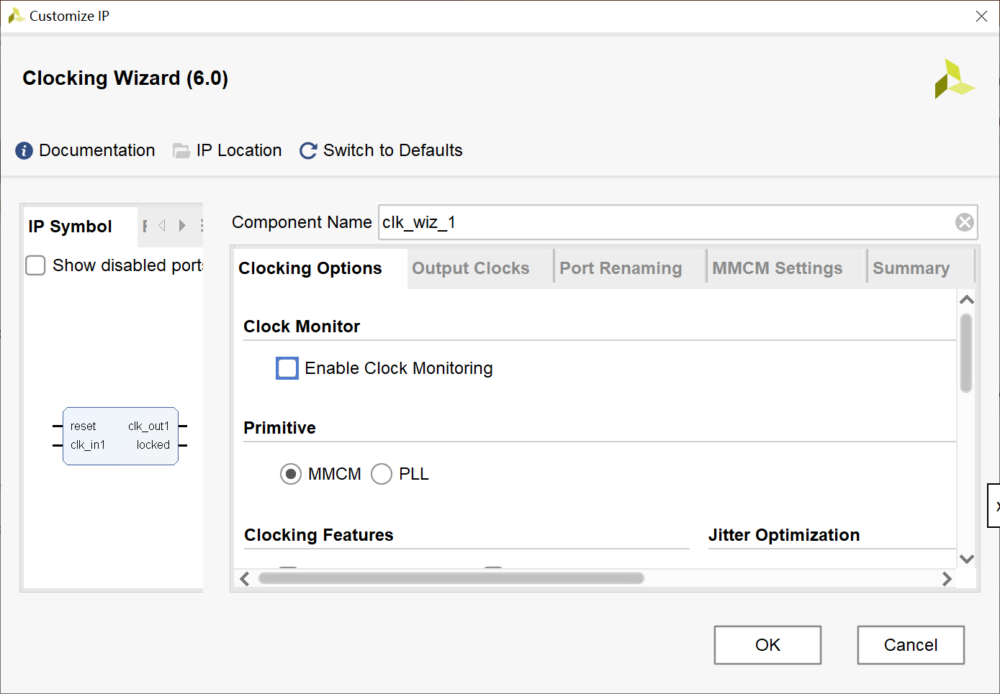 Customize IP
Clocking Wizard (6.0)
Documentation IP Location Switch to Defaults
IP Symbol
Show disabled ports
reset clk_out1
clk_in1 locked
Component Name clk_wiz_1
Clocking Options Output Clocks Port Renaming MMCM Settings Summary
Clock Monitor
Enable Clock Monitoring
Primitive
MMCM PLL
Clocking Features Jitter Optimization
OK Cancel